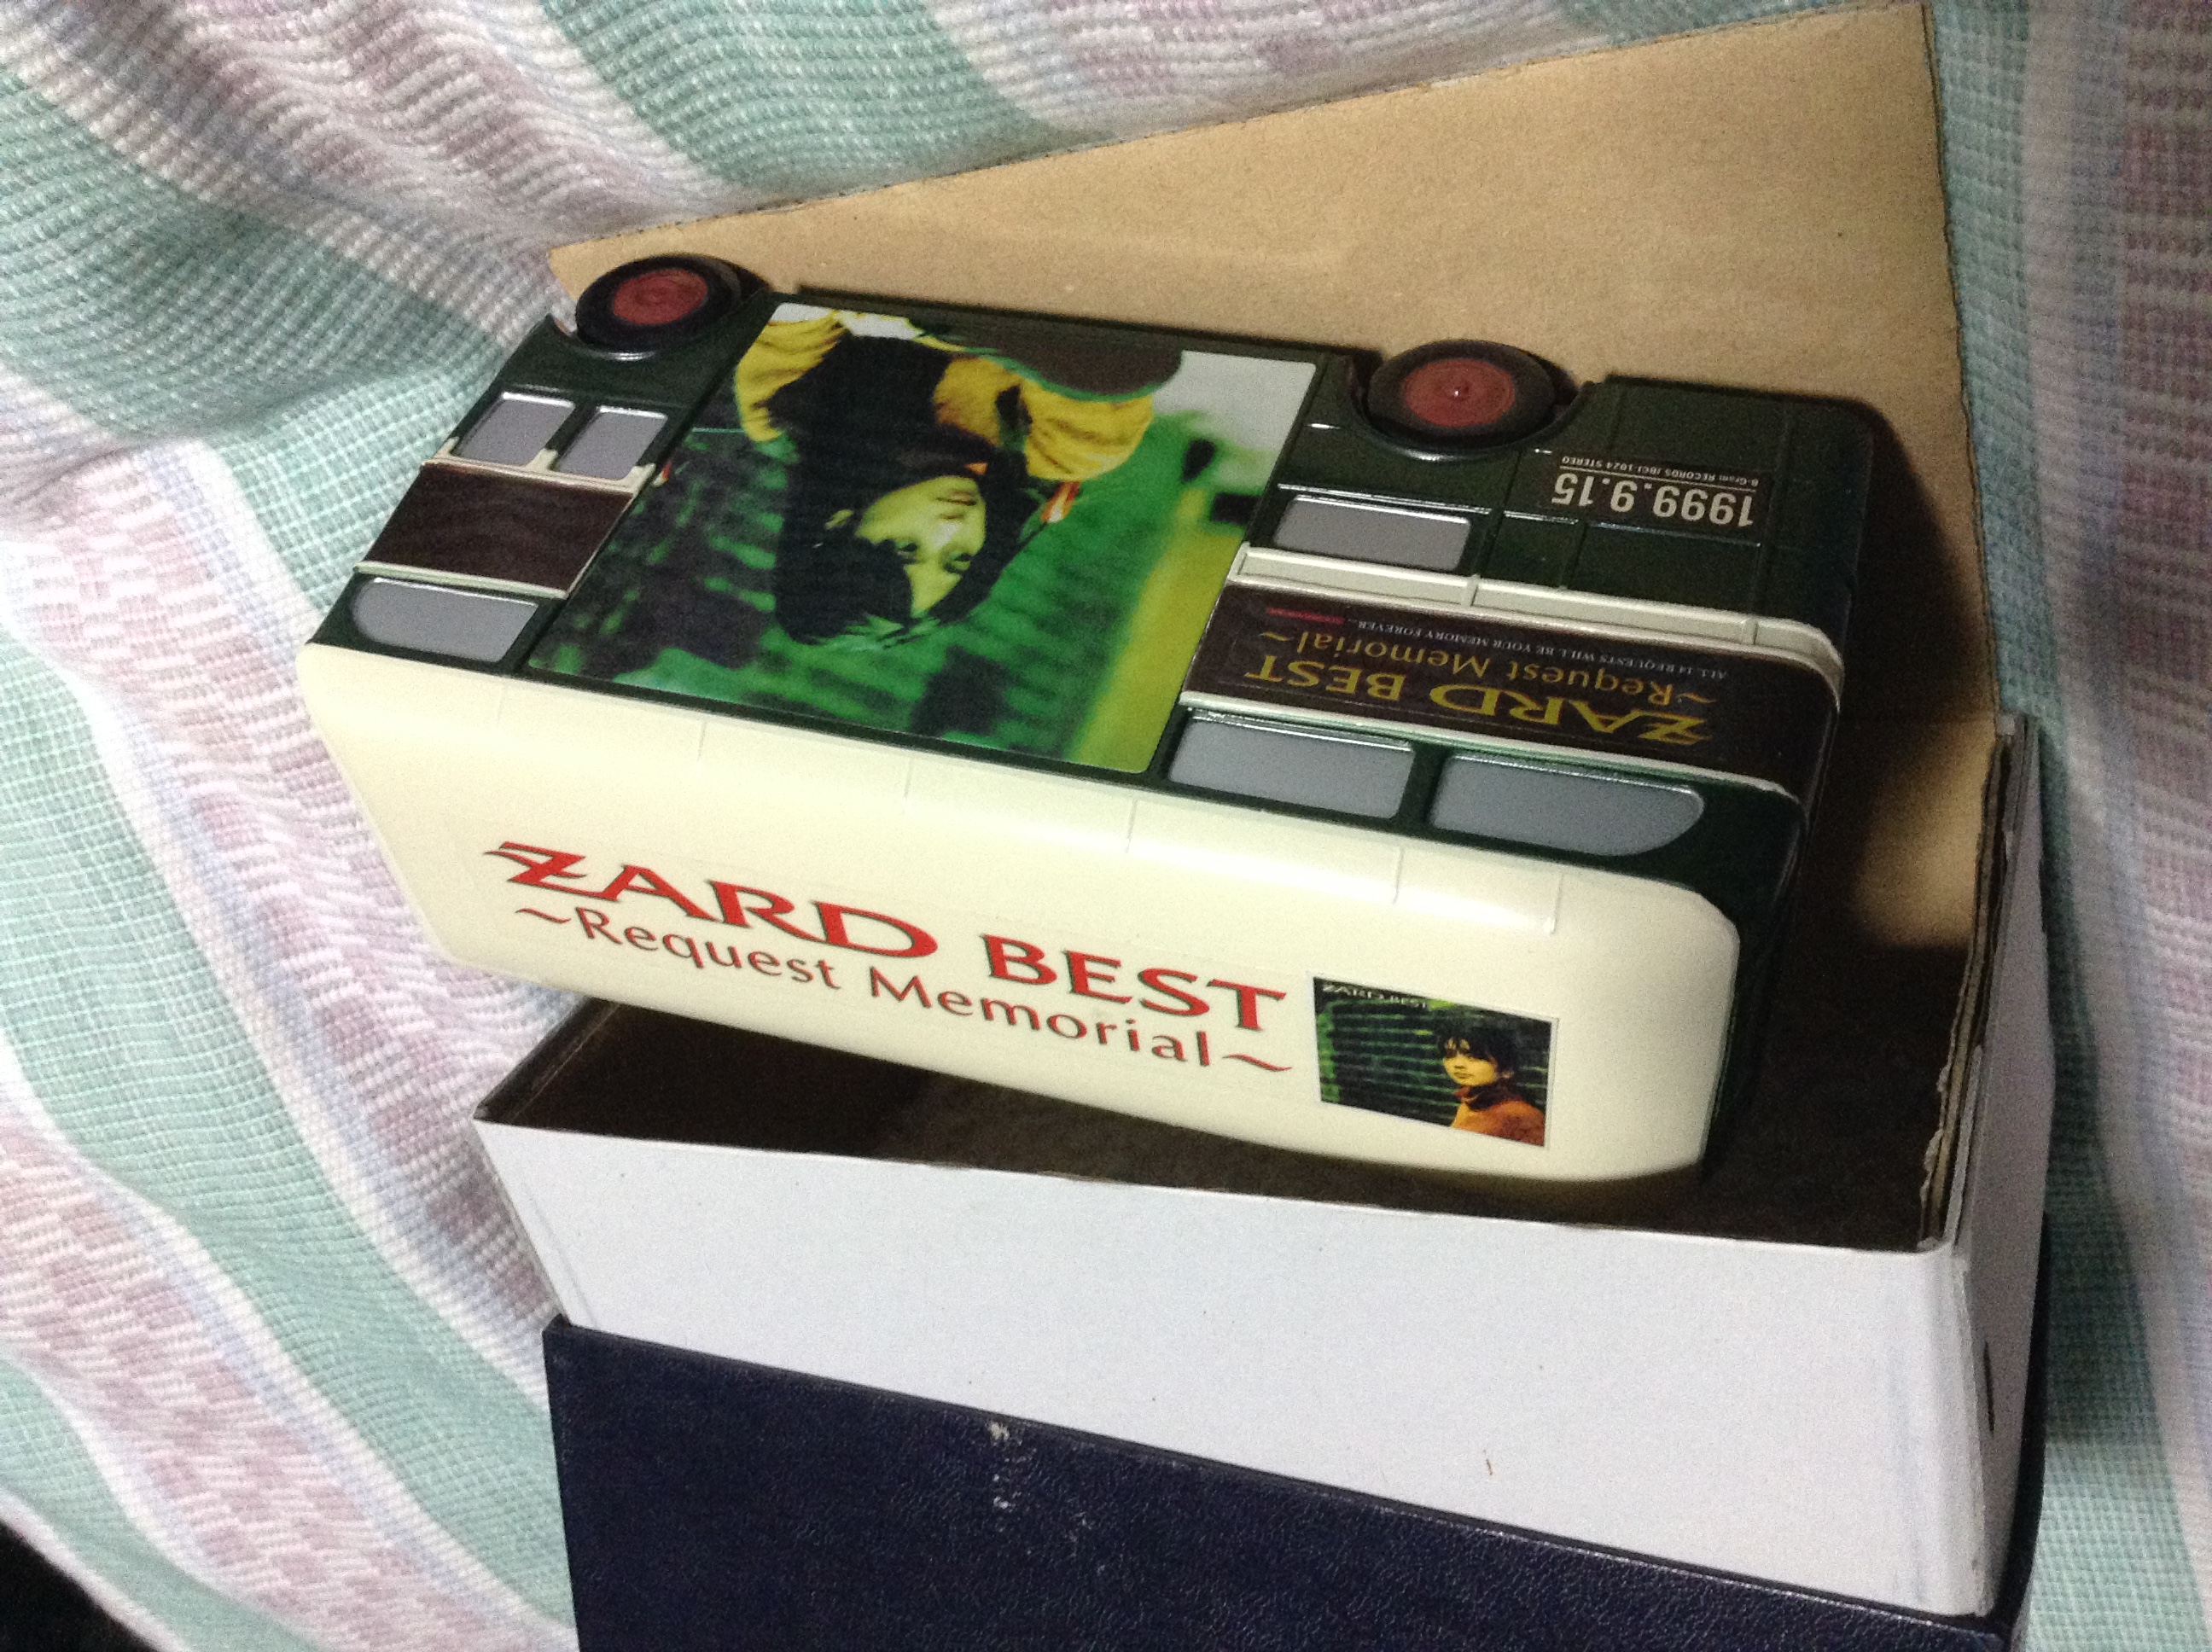 ZARD BEST
~Request Memorial~
ZARD BEST
ZARD BEST
~Request Memorial~
ALL 14 REQUESTS WILL BE YOUR MEMORY FOREVER...
1999.9.15
B-Gram RECORDS JBCJ-1024 STEREO